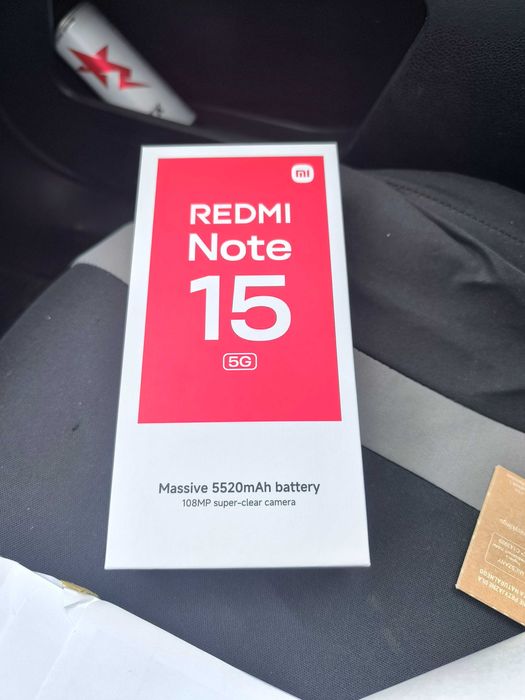 mi
REDMI
Note
15
5G
Massive 5520mAh battery
108MP super-clear camera